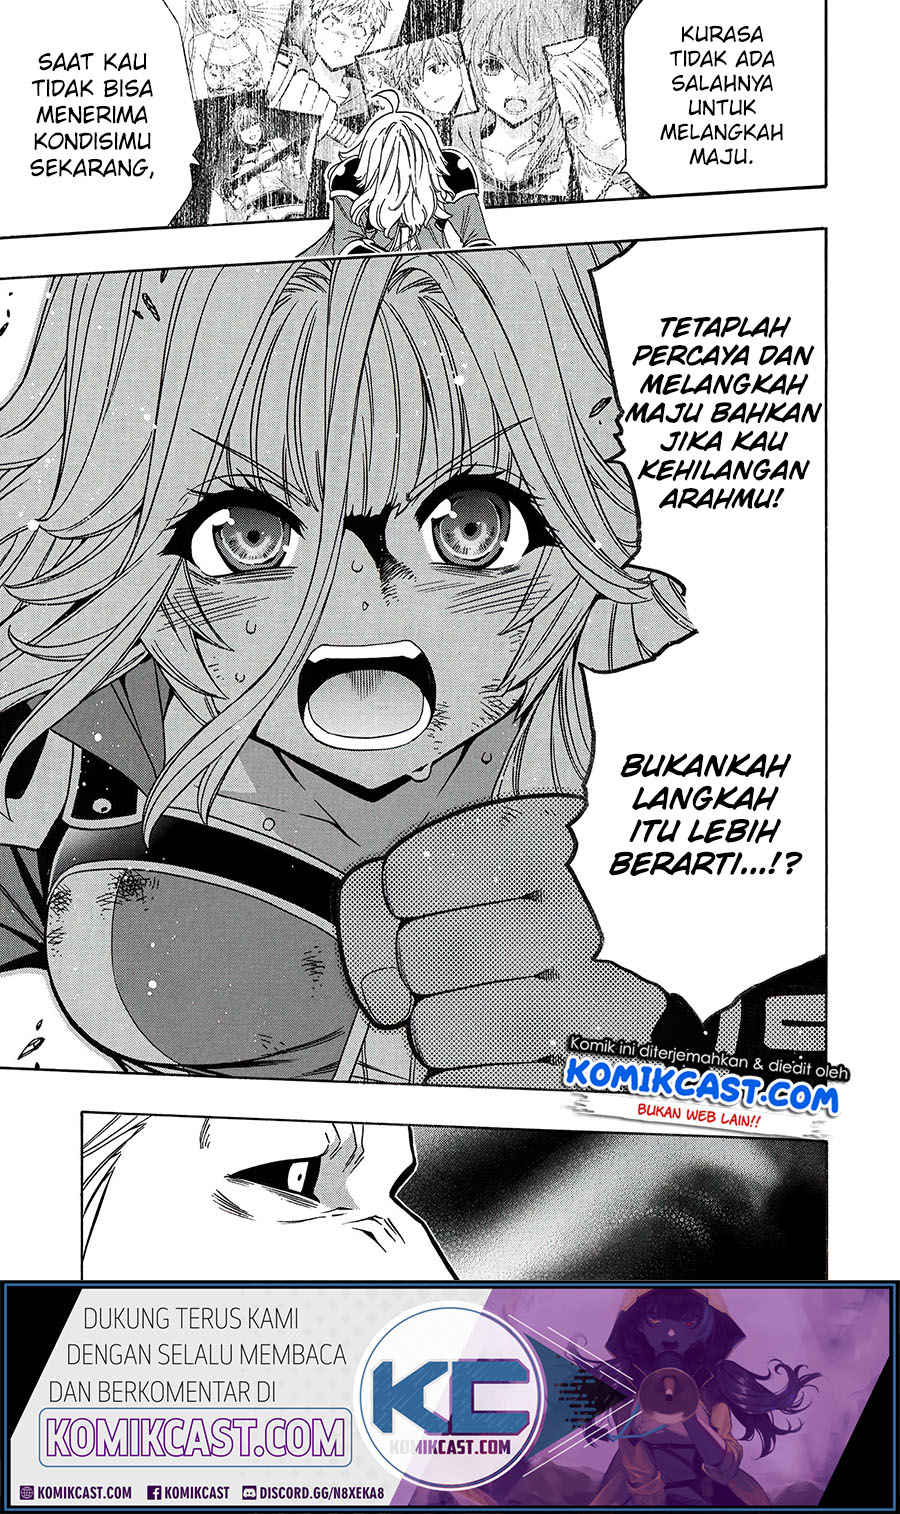 KURASA
TIDAK ADA
SALAHNYA
UNTUK
MELANGKAH
MAJU.
SAAT KAU
TIDAK BISA
MENERIMA
KONDISIMU
SEKARANG,
TETAPLAH
PERCAYA DAN
MELANGKAH
MAJU BAHKAN
JIKA KAU
KEHILANGAN
ARAHMU!
BUKANKAH
LANGKAH
ITU LEBIH
BERARTI...!?
Komik ini diterjemahkan & diedit oleh
KOMIKCAST.COM
BUKAN WEB LAIN!!
DUKUNG TERUS KAMI
DENGAN SELALU MEMBACA
DAN BERKOMENTAR DI
KOMIKCAST.COM
KC
KOMIKCAST.COM
KOMIKCAST.COM KOMIKCAST DISCORD.GG/N8XEKA8